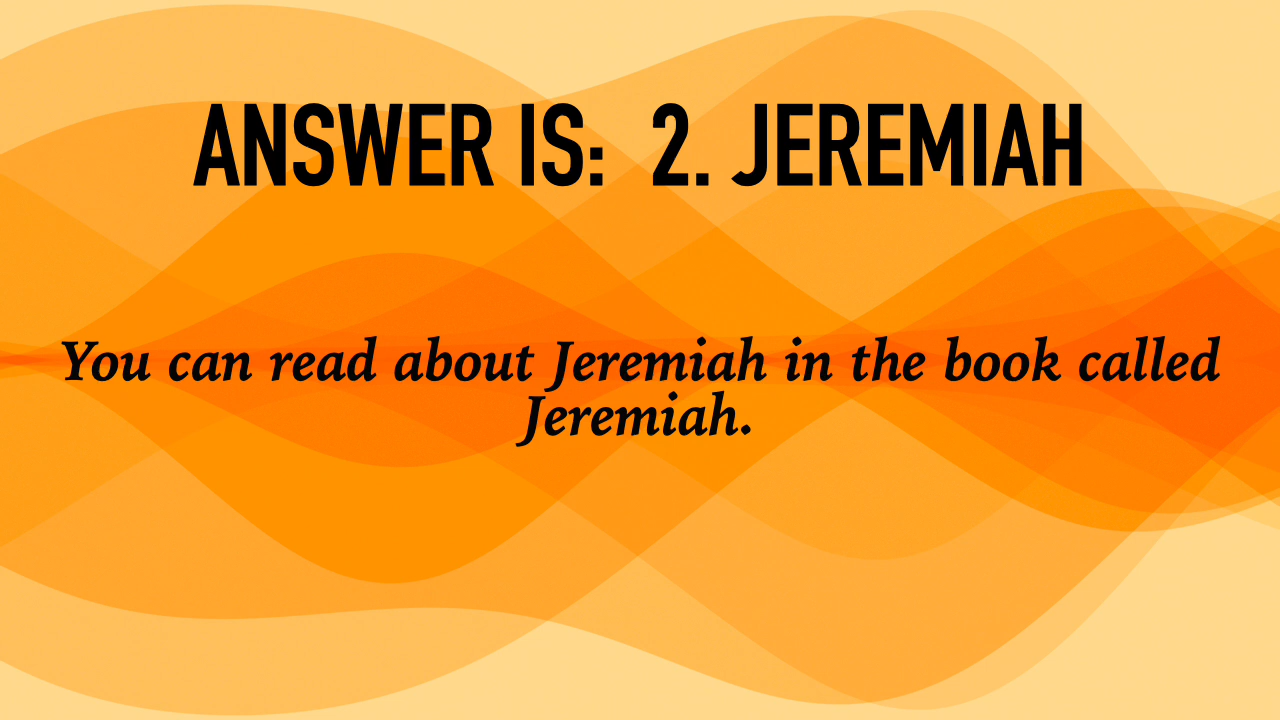 ANSWER IS:  2. JEREMIAH
You can read about Jeremiah in the book called
Jeremiah.